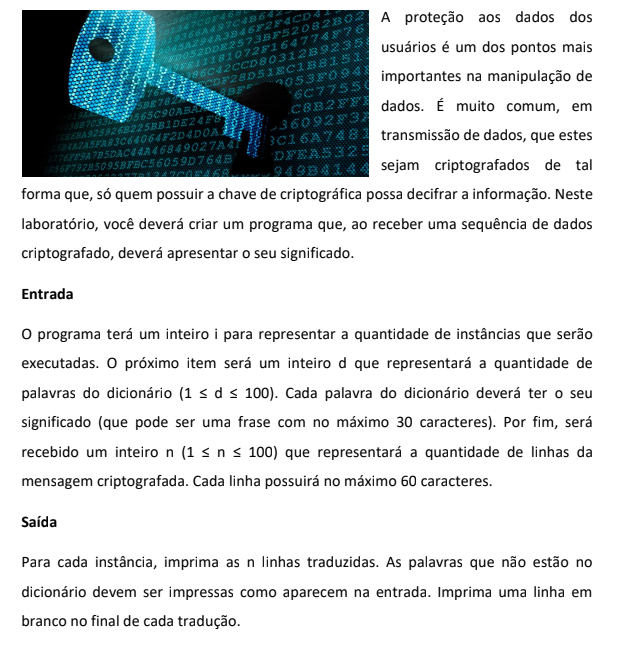 A proteção aos dados dos
usuários é um dos pontos mais
importantes na manipulação de
dados. É muito comum, em
transmissão de dados, que estes
sejam criptografados de tal
forma que, só quem possuir a chave de criptográfica possa decifrar a informação. Neste
laboratório, você deverá criar um programa que, ao receber uma sequência de dados
criptografado, deverá apresentar o seu significado.
Entrada
O programa terá um inteiro i para representar a quantidade de instâncias que serão
executadas. O próximo item será um inteiro d que representará a quantidade de
palavras do dicionário (1 ≤ d ≤ 100). Cada palavra do dicionário deverá ter o seu
significado (que pode ser uma frase com no máximo 30 caracteres). Por fim, será
recebido um inteiro n (1 ≤ n ≤ 100) que representará a quantidade de linhas da
mensagem criptografada. Cada linha possuirá no máximo 60 caracteres.
Saída
Para cada instância, imprima as n linhas traduzidas. As palavras que não estão no
dicionário devem ser impressas como aparecem na entrada. Imprima uma linha em
branco no final de cada tradução.